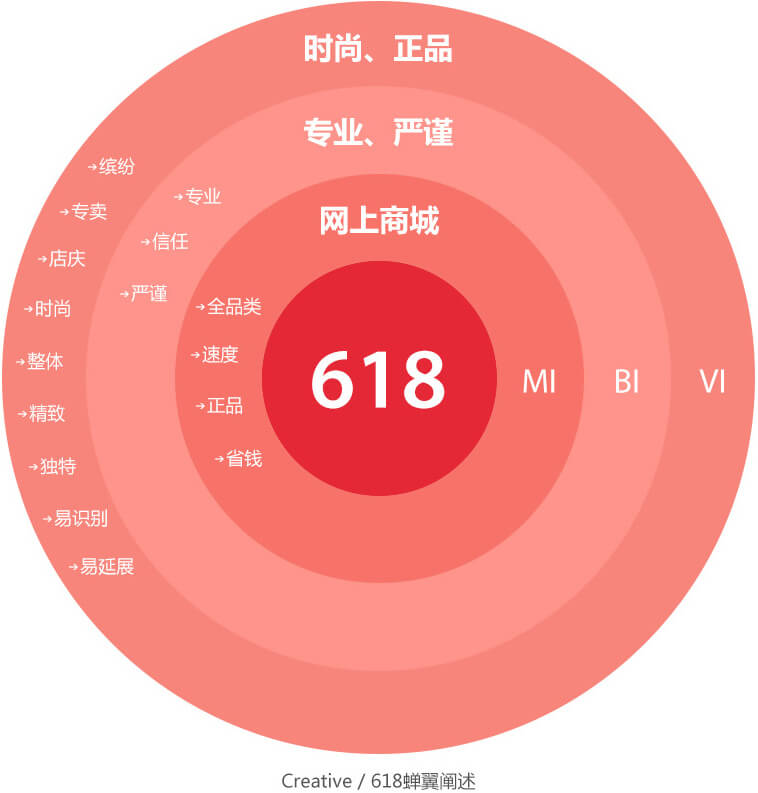 时尚、正品
专业、严谨
网上商城
618
MI
BI
VI
→缤纷
→专卖
→店庆
→时尚
→整体
→精致
→独特
→易识别
→易延展
→专业
→信任
→严谨
→全品类
→速度
→正品
→省钱
Creative / 618蝉翼阐述